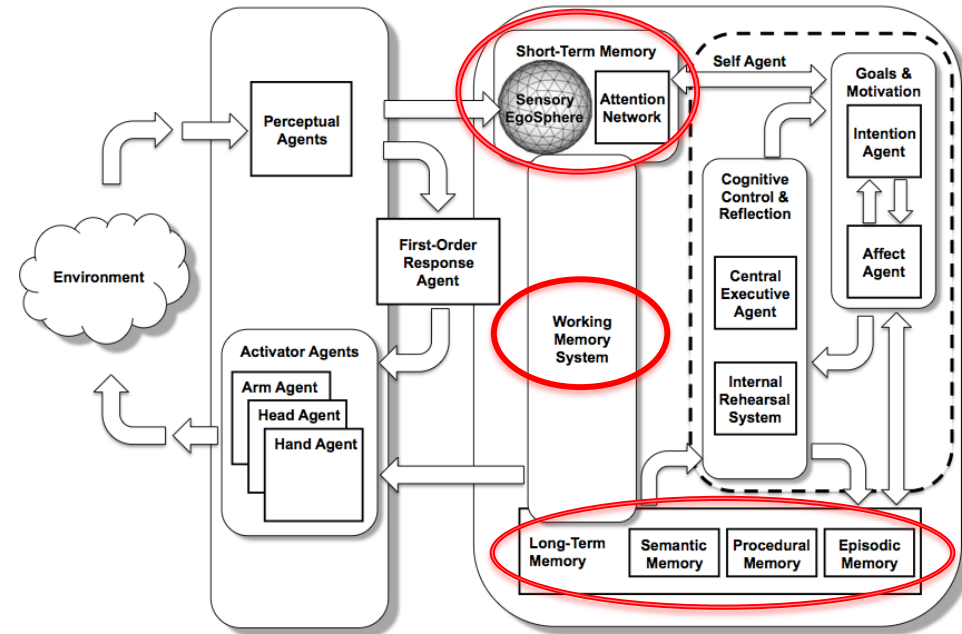 Short-Term Memory
Sensory
EgoSphere
Attention
Network
Self Agent
Goals &
Motivation
Intention
Agent
Affect
Agent
Perceptual
Agents
Cognitive
Control &
Reflection
Central
Executive
Agent
Internal
Rehearsal
System
First-Order
Response
Agent
Environment
Working
Memory
System
Activator Agents
Arm Agent
Head Agent
Hand Agent
Long-Term
Memory
Semantic
Memory
Procedural
Memory
Episodic
Memory